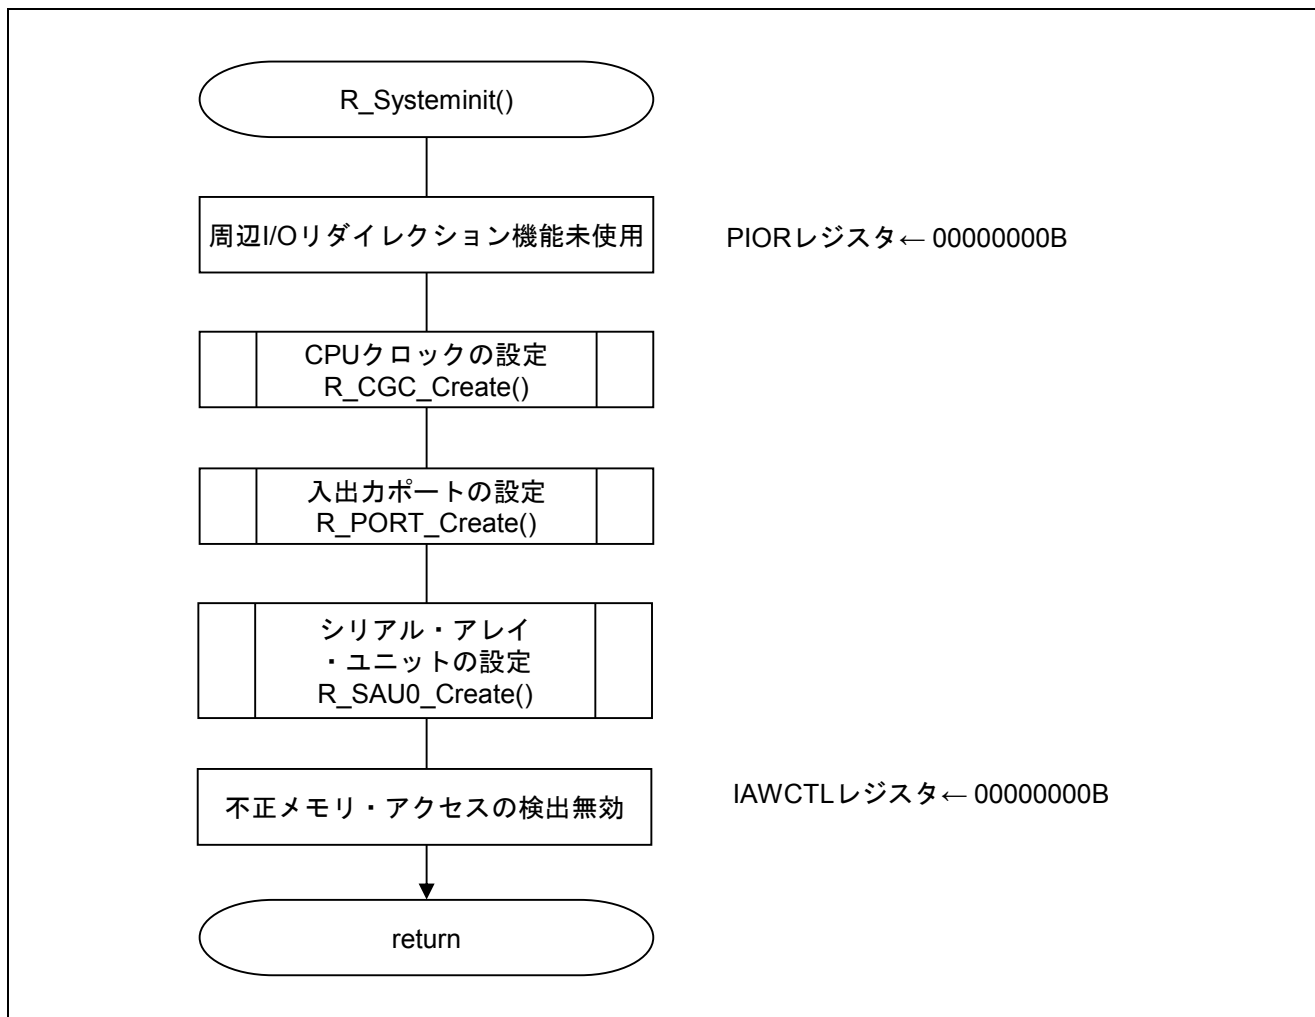 R_Systeminit()
周辺I/Oリダイレクション機能未使用
PIORレジスタ← 00000000B
CPUクロックの設定
R_CGC_Create()
入出力ポートの設定
R_PORT_Create()
シリアル・アレイ
・ユニットの設定
R_SAU0_Create()
不正メモリ・アクセスの検出無効
IAWCTLレジスタ← 00000000B
return